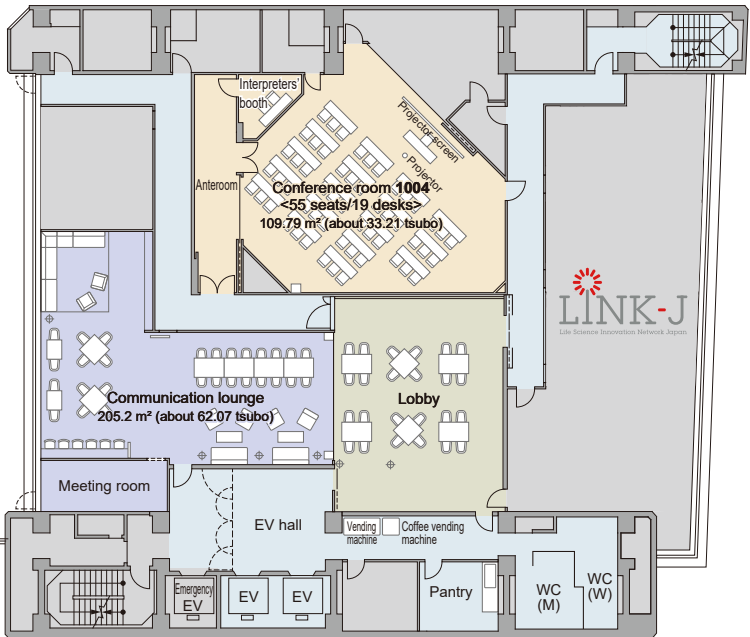 Interpreters'
booth
Projector screen
Projector
Anteroom
Conference room 1004
<55 seats/19 desks>
109.79 m² (about 33.21 tsubo)
LINK-J
Life Science Innovation Network Japan
Communication lounge
205.2 m² (about 62.07 tsubo)
Lobby
Meeting room
EV hall
Vending
machine
Coffee vending
machine
Emergency
EV
EV
EV
Pantry
WC
(M)
WC
(W)